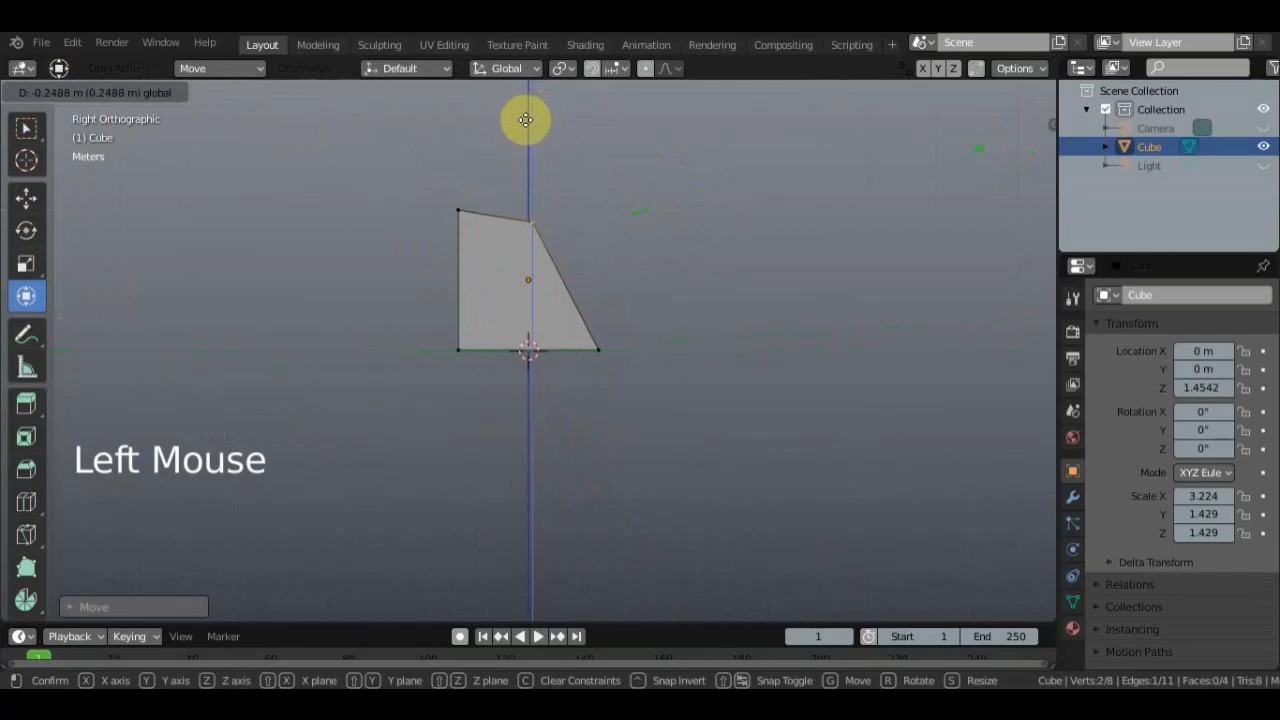 File Edit Render Window Help Layout Modeling Sculpting UV Editing Texture Paint Shading Animation Rendering Compositing Scripting + Scene View Layer
Move Default Global X Y Z Options
D: -0.2488 m (0.2488 m) global
Right Orthographic
(1) Cube
Meters
Scene Collection
Collection
Camera
Cube
Light
Cube
Transform
Location X 0 m
Y 0 m
Z 1.4542
Rotation X 0°
Y 0°
Z 0°
Mode XYZ Eule
Scale X 3.224
Y 1.429
Z 1.429
Delta Transform
Relations
Collections
Instancing
Motion Paths
Left Mouse
Move
Playback Keying View Marker 1 Start 1 End 250
1
Confirm X X axis Y Y axis Z Z axis X X plane Y Y plane Z Z plane C Clear Constraints ^ Snap Invert Snap Toggle G Move R Rotate S Resize Cube | Verts:2/8 | Edges:1/11 | Faces:0/4 | Tris:8 | M